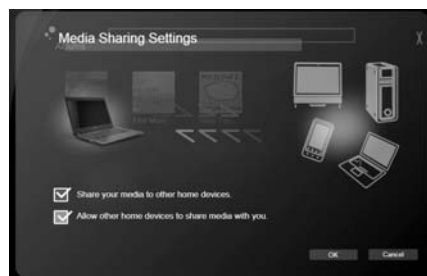 Media Sharing Settings
X
Share your media to other home devices.
Allow other home devices to share media with you.
OK
Cancel